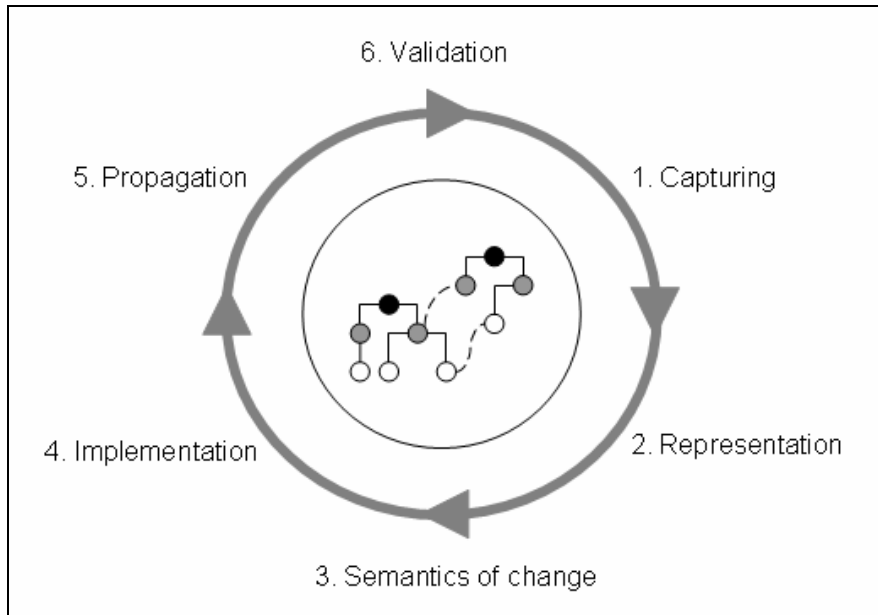 6. Validation
5. Propagation
1. Capturing
4. Implementation
2. Representation
3. Semantics of change